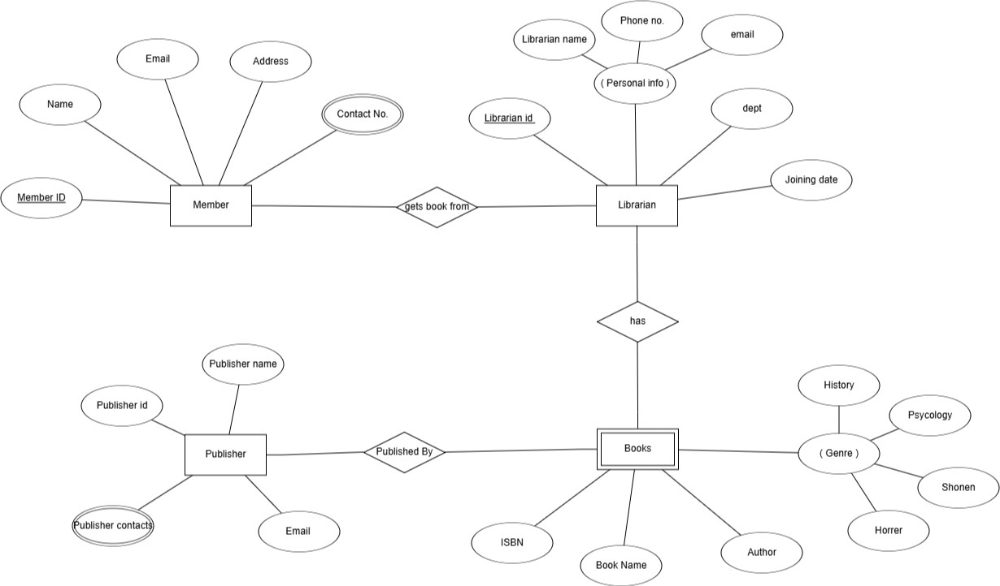 Phone no.
Librarian name
email
Email
Address
( Personal info )
Name
Contact No.
Librarian id
dept
Member ID
Joining date
Member
gets book from
Librarian
has
Publisher name
History
Publisher id
Psycology
Publisher
Published By
Books
( Genre )
Shonen
Publisher contacts
Email
ISBN
Book Name
Author
Horrer